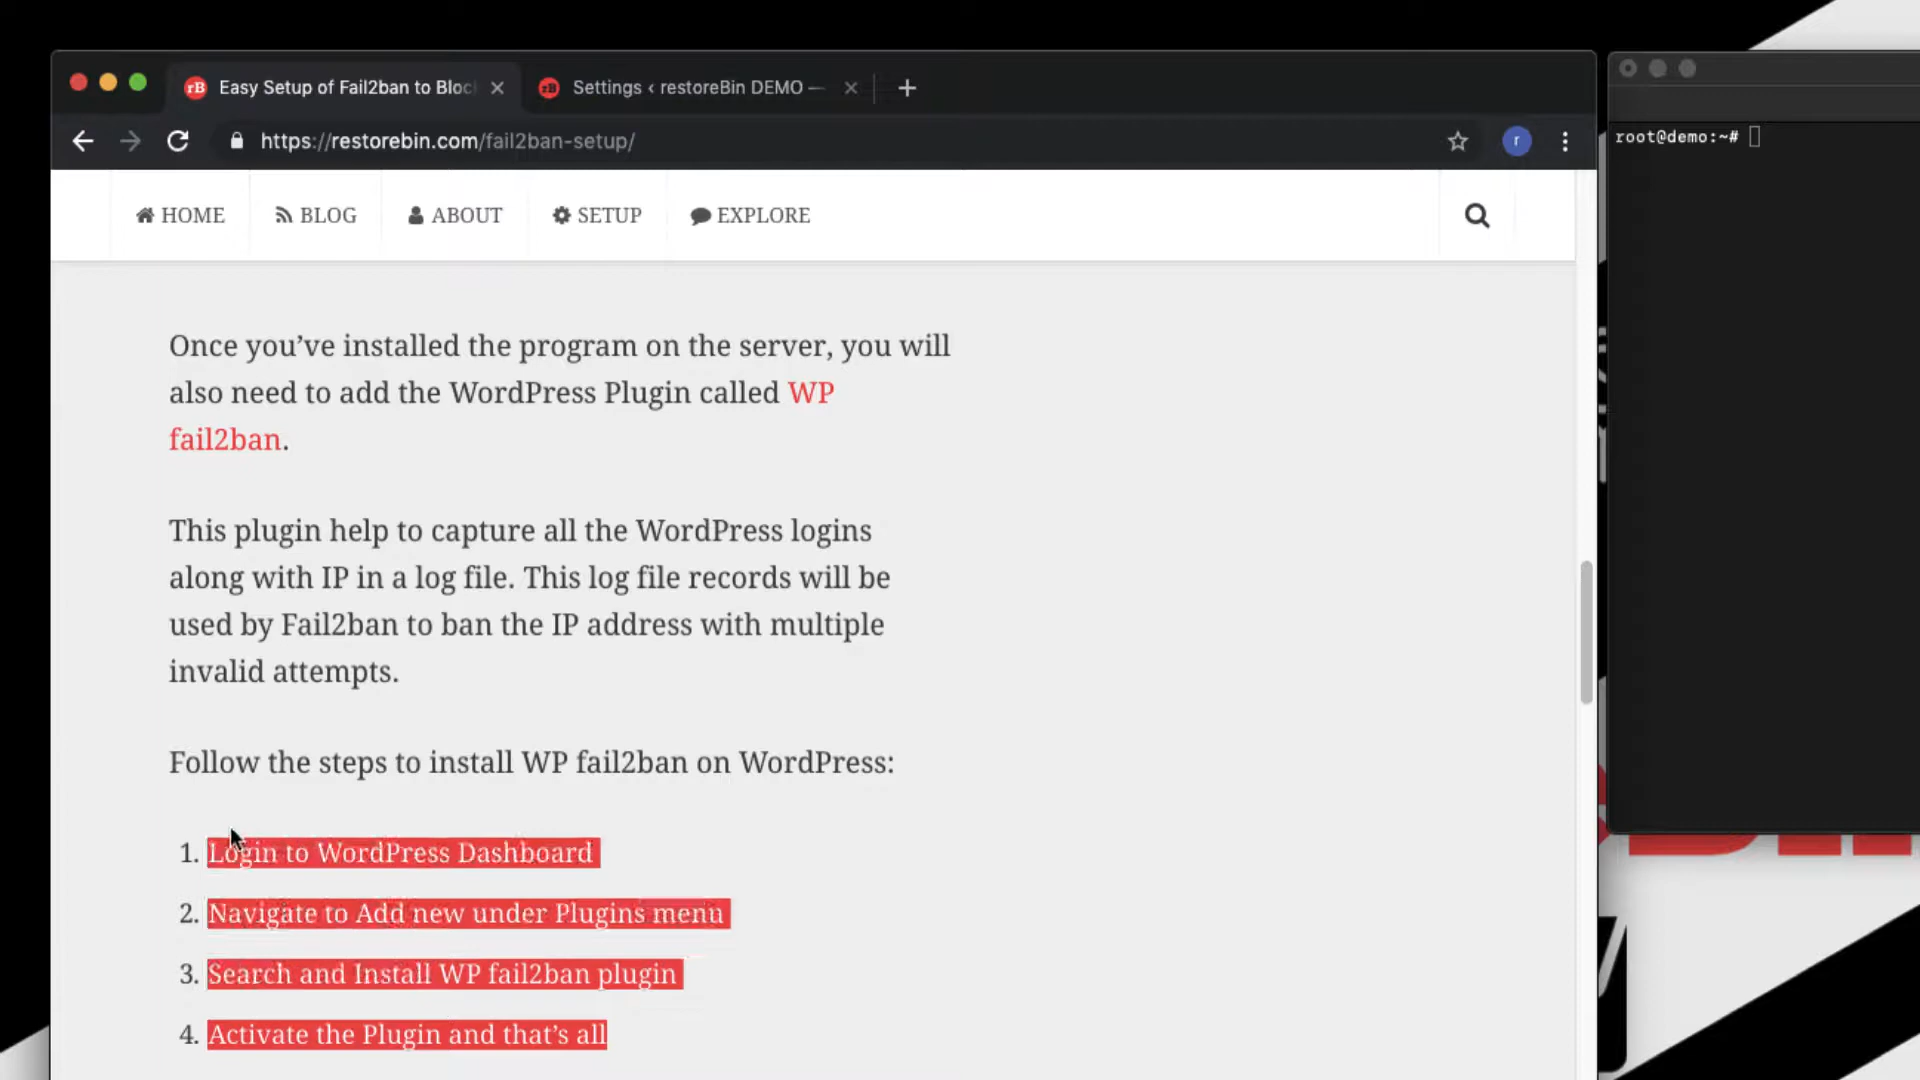 Easy Setup of Fail2ban to Bloc
Settings ‹ restoreBin DEMO —
https://restorebin.com/fail2ban-setup/
r
root@demo:~#
HOME
BLOG
ABOUT
SETUP
EXPLORE
Once you’ve installed the program on the server, you will
also need to add the WordPress Plugin called WP
fail2ban.
This plugin help to capture all the WordPress logins
along with IP in a log file. This log file records will be
used by Fail2ban to ban the IP address with multiple
invalid attempts.
Follow the steps to install WP fail2ban on WordPress:
1. Login to WordPress Dashboard
2. Navigate to Add new under Plugins menu
3. Search and Install WP fail2ban plugin
4. Activate the Plugin and that’s all